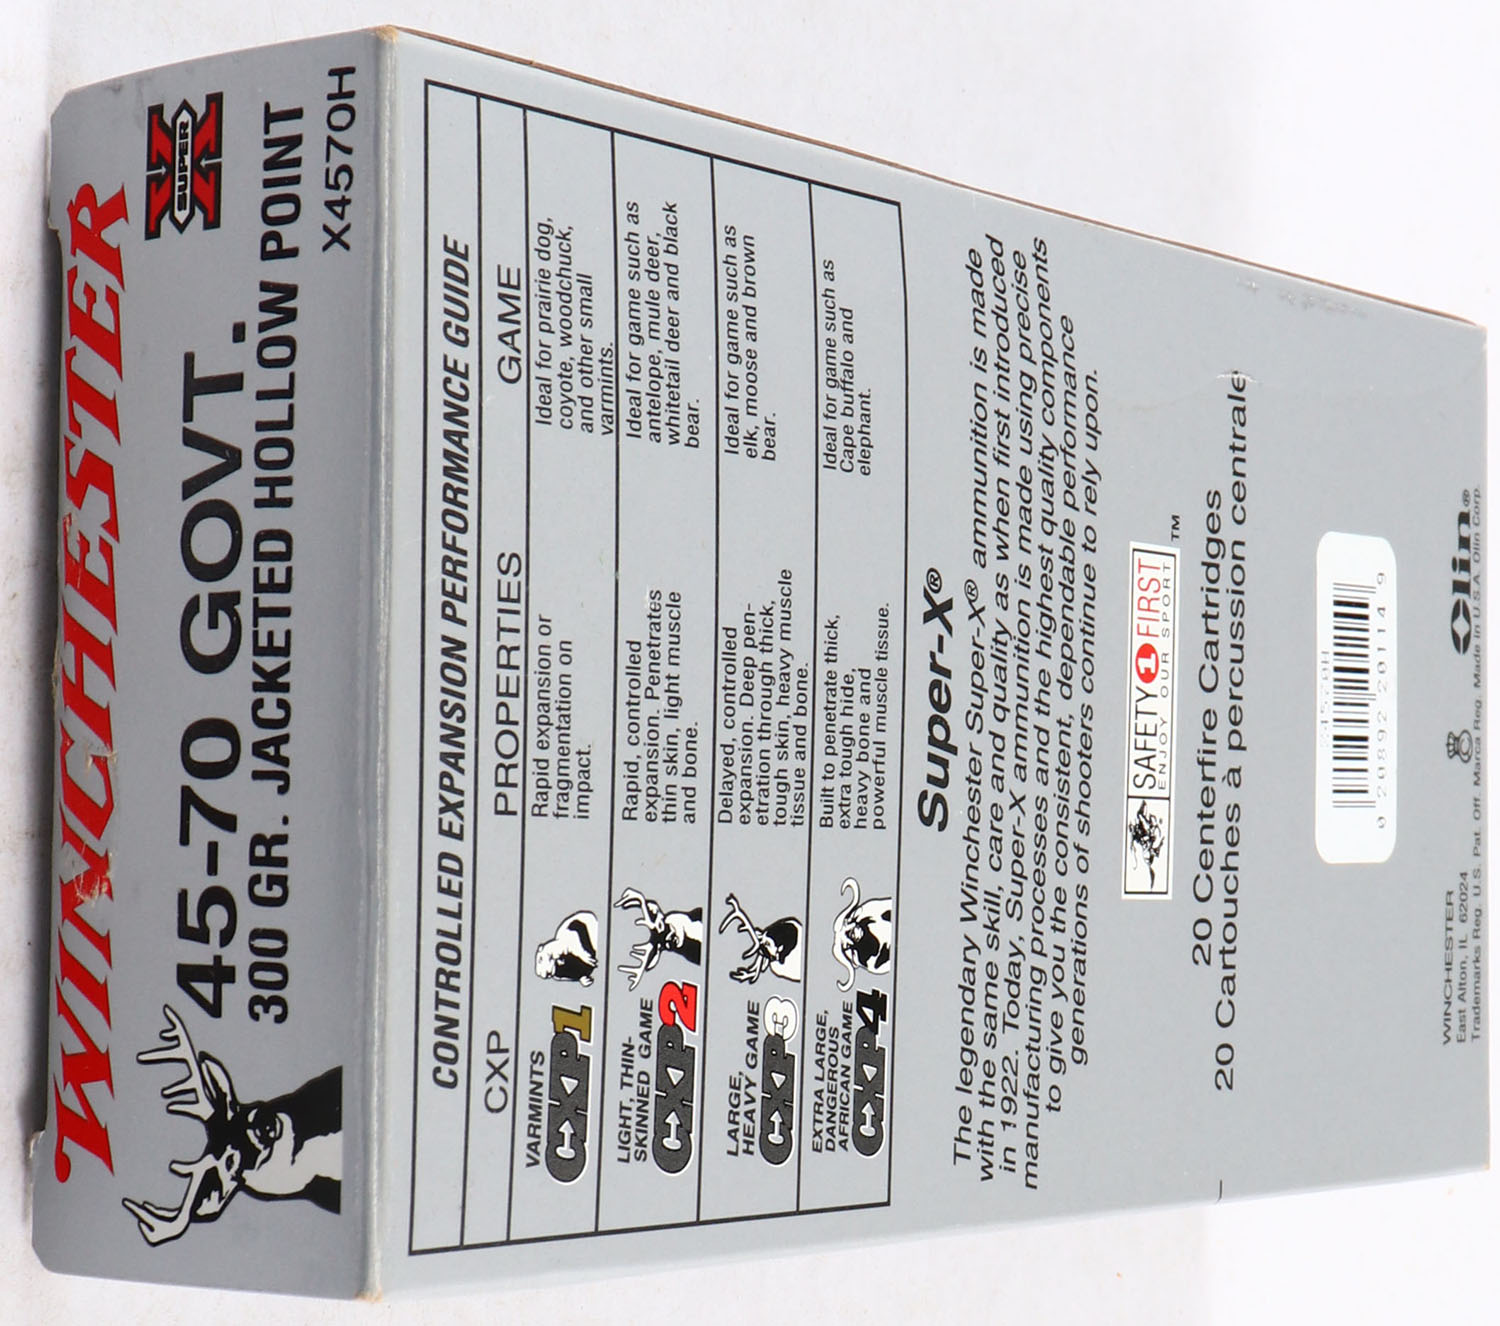 WINCHESTER
SUPER X
45-70 GOVT.
300 GR. JACKETED HOLLOW POINT
X4570H
CONTROLLED EXPANSION PERFORMANCE GUIDE
CXP PROPERTIES GAME
VARMINTS
CXP1
Rapid expansion or
fragmentation on
impact.
Ideal for prairie dog,
coyote, woodchuck,
and other small
varmints.
LIGHT, THIN-
SKINNED GAME
CXP2
Rapid, controlled
expansion. Penetrates
thin skin, light muscle
and bone.
Ideal for game such as
antelope, mule deer,
whitetail deer and black
bear.
LARGE,
HEAVY GAME
CXP3
Delayed, controlled
expansion. Deep pen-
etration through thick,
tough skin, heavy muscle
tissue and bone.
Ideal for game such as
elk, moose and brown
bear.
EXTRA LARGE,
DANGEROUS
AFRICAN GAME
CXP4
Built to penetrate thick,
extra tough hide,
heavy bone and
powerful muscle tissue.
Ideal for game such as
Cape buffalo and
elephant.
Super-X®
The legendary Winchester Super-X® ammunition is made
with the same skill, care and quality as when first introduced
in 1922. Today, Super-X ammunition is made using precise
manufacturing processes and the highest quality components
to give you the consistent, dependable performance
generations of shooters continue to rely upon.
SAFETY 1 FIRST
ENJOY OUR SPORT
TM
20 Centerfire Cartridges
20 Cartouches à percussion centrale
X4570H
0 20892 20114 9
WINCHESTER
East Alton, IL 62024
Trademarks Reg. U.S. Pat. Off. Marca Reg. Made in U.S.A. Olin Corp.
Olin®